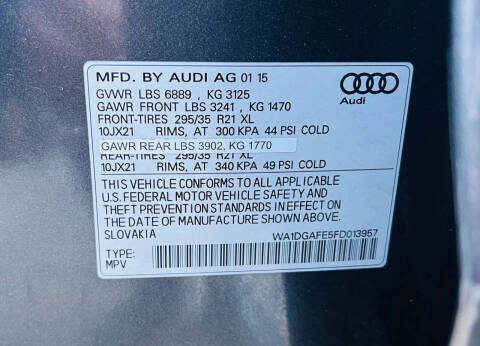 MFD. BY AUDI AG 01 15
GVWR LBS 6889 , KG 3125
GAWR FRONT LBS 3241 , KG 1470
FRONT-TIRES 295/35 R21 XL
10JX21 RIMS, AT 300 KPA 44 PSI COLD
GAWR REAR LBS 3902, KG 1770
REAR-TIRES 295/35 R21 XL
10JX21 RIMS, AT 340 KPA 49 PSI COLD
THIS VEHICLE CONFORMS TO ALL APPLICABLE
U.S. FEDERAL MOTOR VEHICLE SAFETY AND
THEFT PREVENTION STANDARDS IN EFFECT ON
THE DATE OF MANUFACTURE SHOWN ABOVE.
SLOVAKIA
WA1DGAFE5FD013957
TYPE:
MPV
Audi